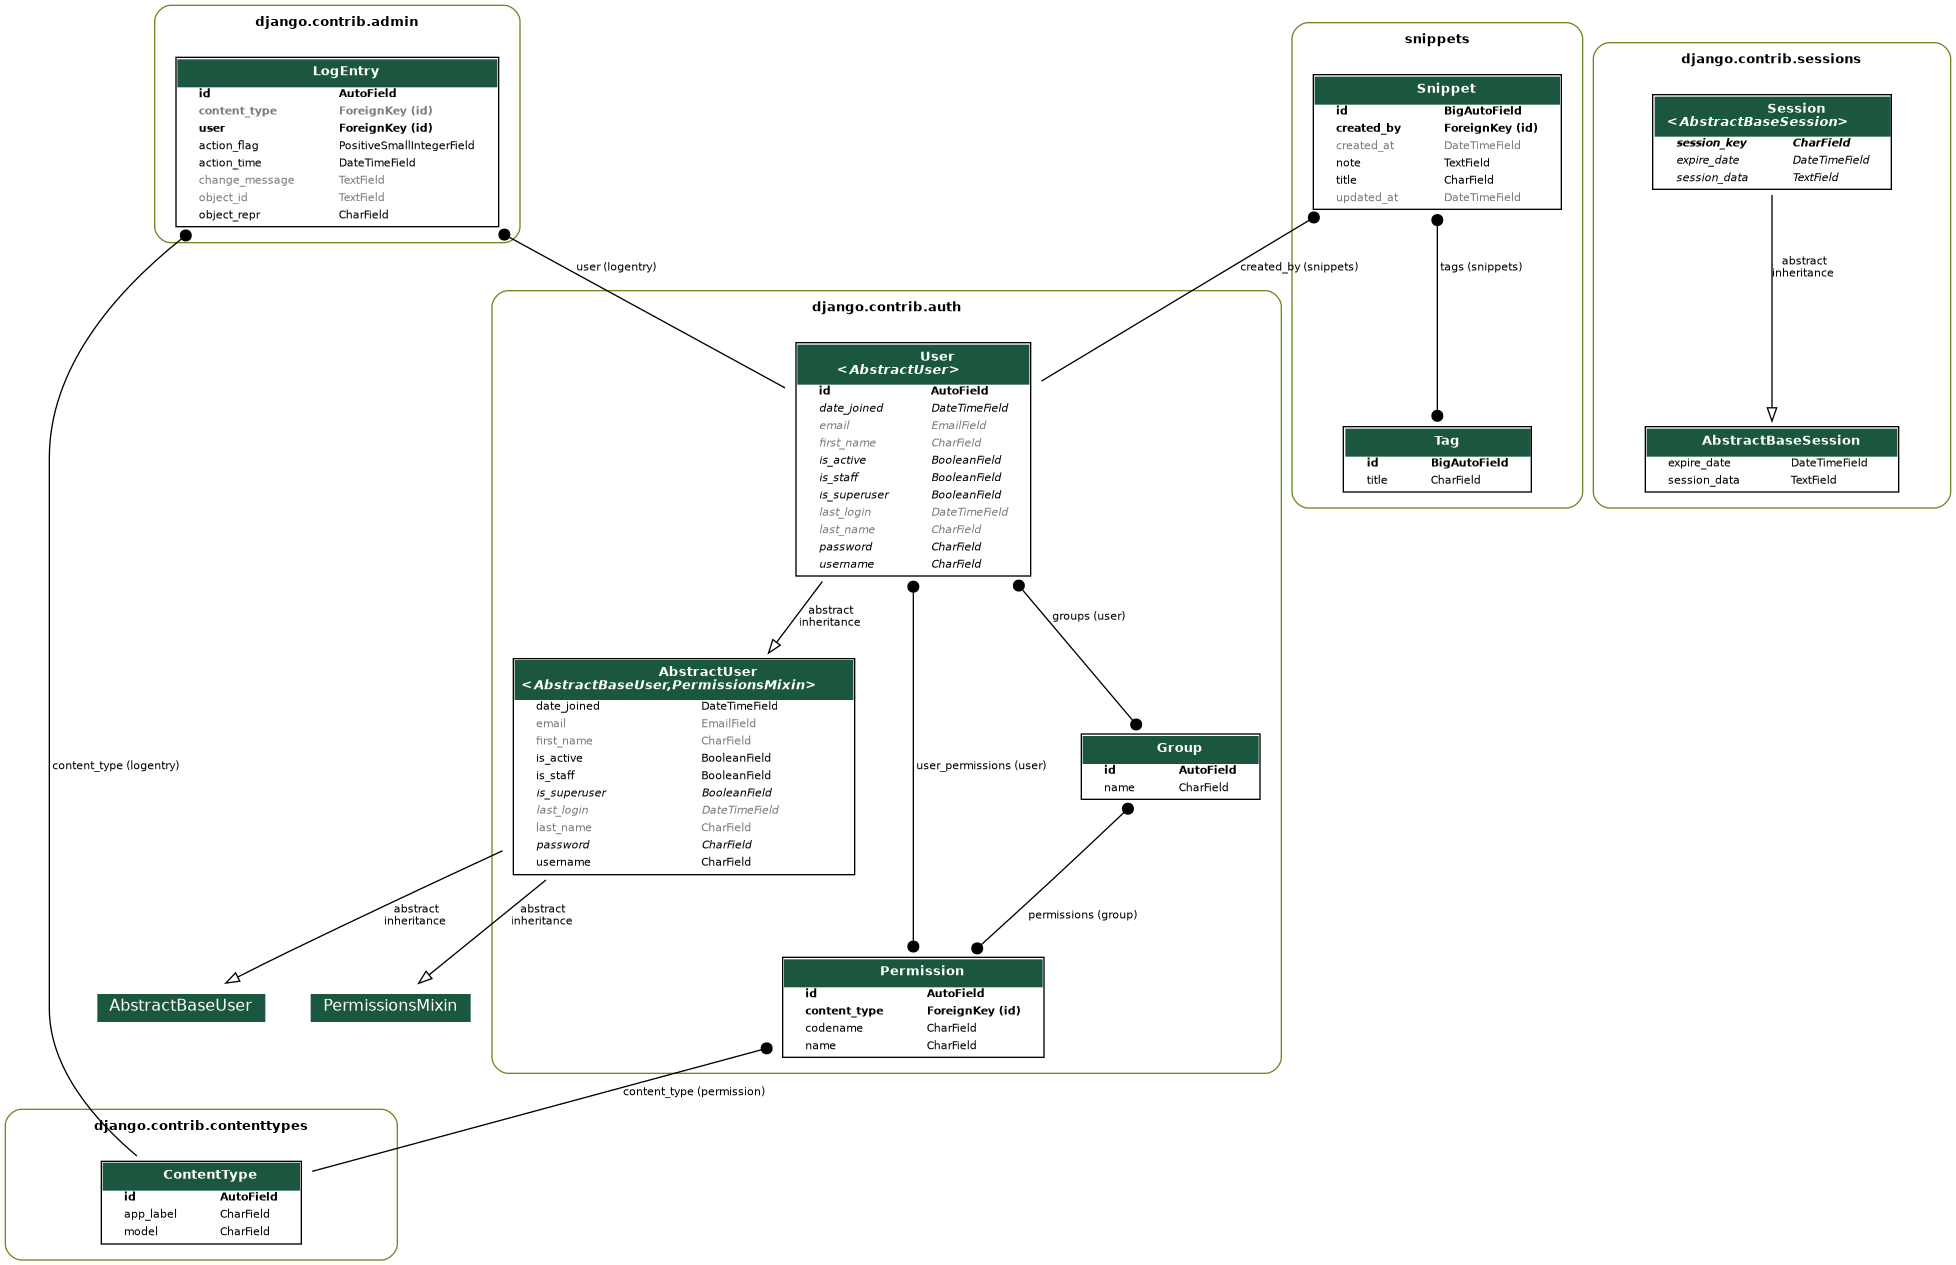 django.contrib.admin
LogEntry
id AutoField
content_type ForeignKey (id)
user ForeignKey (id)
action_flag PositiveSmallIntegerField
action_time DateTimeField
change_message TextField
object_id TextField
object_repr CharField
snippets
Snippet
id BigAutoField
created_by ForeignKey (id)
created_at DateTimeField
note TextField
title CharField
updated_at DateTimeField
django.contrib.sessions
Session
<AbstractBaseSession>
session_key CharField
expire_date DateTimeField
session_data TextField
user (logentry)
created_by (snippets)
tags (snippets)
abstract
inheritance
django.contrib.auth
User
<AbstractUser>
id AutoField
date_joined DateTimeField
email EmailField
first_name CharField
is_active BooleanField
is_staff BooleanField
is_superuser BooleanField
last_login DateTimeField
last_name CharField
password CharField
username CharField
Tag
id BigAutoField
title CharField
AbstractBaseSession
expire_date DateTimeField
session_data TextField
abstract
inheritance
groups (user)
AbstractUser
<AbstractBaseUser,PermissionsMixin>
date_joined DateTimeField
email EmailField
first_name CharField
is_active BooleanField
is_staff BooleanField
is_superuser BooleanField
last_login DateTimeField
last_name CharField
password CharField
username CharField
content_type (logentry)
user_permissions (user)
Group
id AutoField
name CharField
abstract
inheritance
abstract
inheritance
permissions (group)
AbstractBaseUser
PermissionsMixin
Permission
id AutoField
content_type ForeignKey (id)
codename CharField
name CharField
content_type (permission)
django.contrib.contenttypes
ContentType
id AutoField
app_label CharField
model CharField